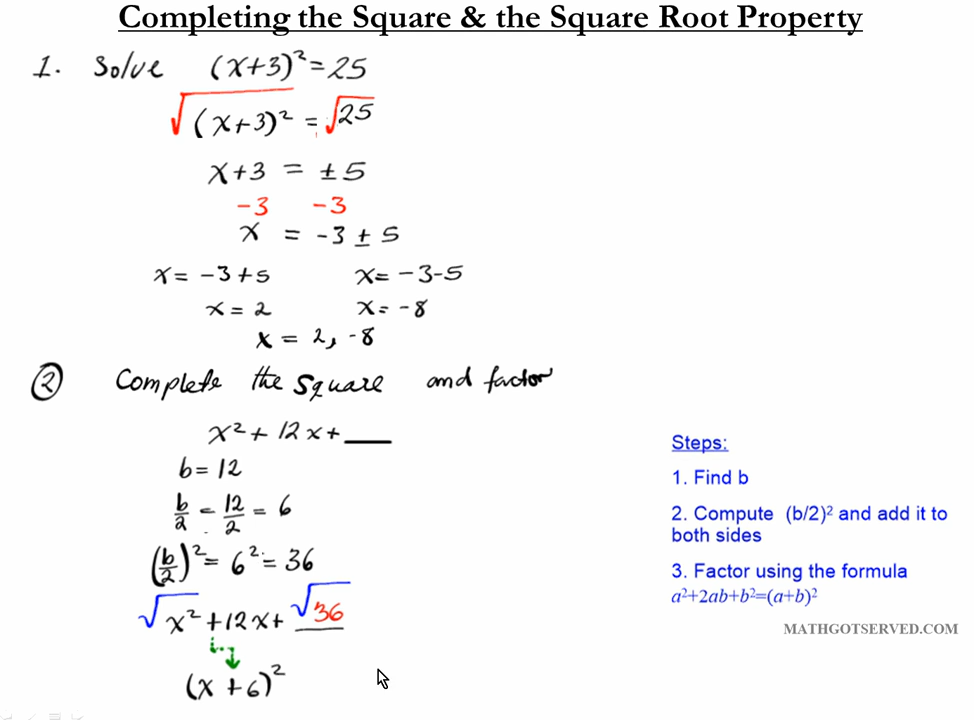 Completing the Square & the Square Root Property
1. Solve (x+3)²=25
√(x+3)² = √25
x+3 = ±5
-3 -3
x = -3 ± 5
x = -3+5 x = -3-5
x = 2 x = -8
x = 2, -8
② Complete the square and factor
x² + 12x + ___
b = 12
b/2 = 12/2 = 6
(b/2)² = 6² = 36
√x² + 12x + √36
(x + 6)²
Steps:
1. Find b
2. Compute (b/2)² and add it to
both sides
3. Factor using the formula
a²+2ab+b²=(a+b)²
MATHGOTSERVED.COM